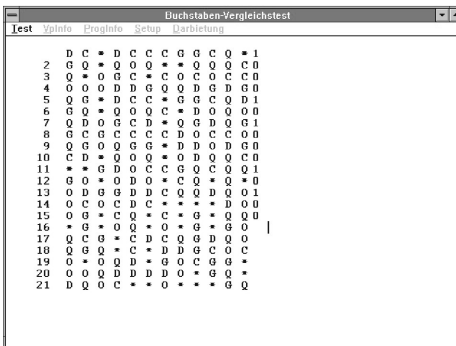 Buchstaben-Vergleichstest
Test VpInfo ProgInfo Setup Darbietung
D C * D C C C G G C Q * 1
2 G Q * Q O Q * * Q Q Q C 0
3 Q * O G C * C O C O C C 0
4 O O O D D G Q Q D G D G 0
5 Q G * D C C * G G C Q D 1
6 G Q * Q O Q C * D O Q O 0
7 Q D O G C D * Q G D Q G 1
8 G C G C C C C D O C C O 0
9 Q G O Q G G * D D O D G 0
10 C D * Q O Q * O D Q Q C 0
11 * * G D O C C G Q C Q Q 1
12 G O * O D O * C Q * Q * 0
13 O D G G D D C Q Q D Q O 1
14 O C O C D C * * * * D O 0
15 O G * C Q * C * G * Q Q 0
16 * G * O Q * O * G * G O
17 Q C G * C D C Q G D Q O
18 Q G Q * C * D D G C O C
19 O * O Q D * G O C G G *
20 O O Q D D D D O * G Q *
21 D Q O C * * O * * * G Q